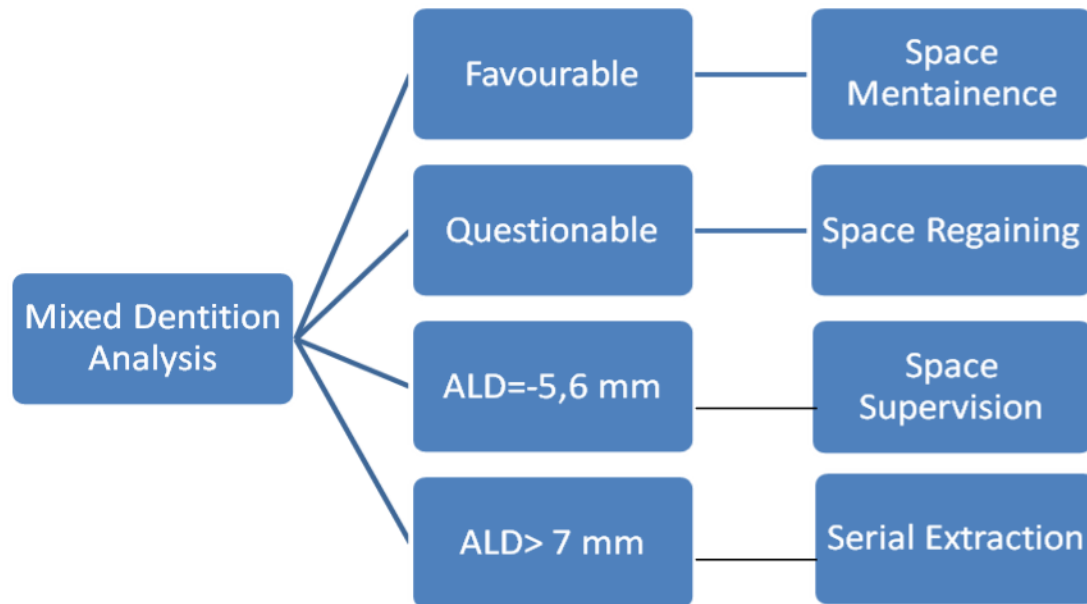 Mixed Dentition
Analysis
Favourable
Space
Mentainence
Questionable
Space Regaining
ALD=-5,6 mm
Space
Supervision
ALD> 7 mm
Serial Extraction